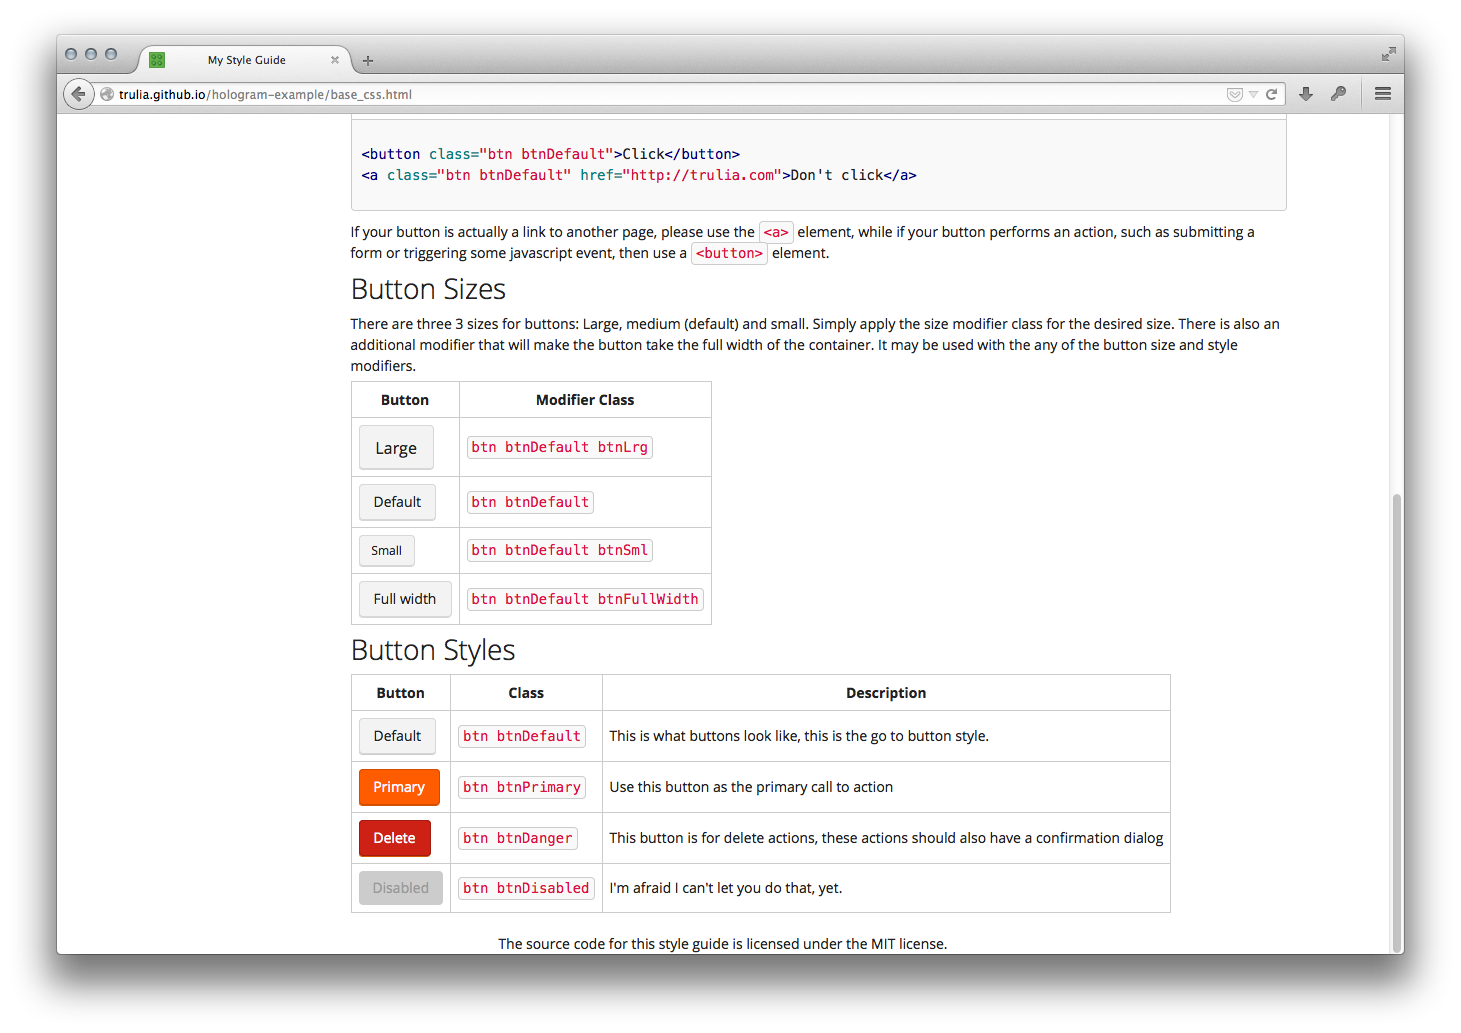 My Style Guide
trulia.github.io/hologram-example/base_css.html
<button class="btn btnDefault">Click</button>
<a class="btn btnDefault" href="http://trulia.com">Don't click</a>
If your button is actually a link to another page, please use the <a> element, while if your button performs an action, such as submitting a
form or triggering some javascript event, then use a <button> element.
Button Sizes
There are three 3 sizes for buttons: Large, medium (default) and small. Simply apply the size modifier class for the desired size. There is also an
additional modifier that will make the button take the full width of the container. It may be used with the any of the button size and style
modifiers.
Button Modifier Class
Large btn btnDefault btnLrg
Default btn btnDefault
Small btn btnDefault btnSml
Full width btn btnDefault btnFullWidth
Button Styles
Button Class Description
Default btn btnDefault This is what buttons look like, this is the go to button style.
Primary btn btnPrimary Use this button as the primary call to action
Delete btn btnDanger This button is for delete actions, these actions should also have a confirmation dialog
Disabled btn btnDisabled I'm afraid I can't let you do that, yet.
The source code for this style guide is licensed under the MIT license.